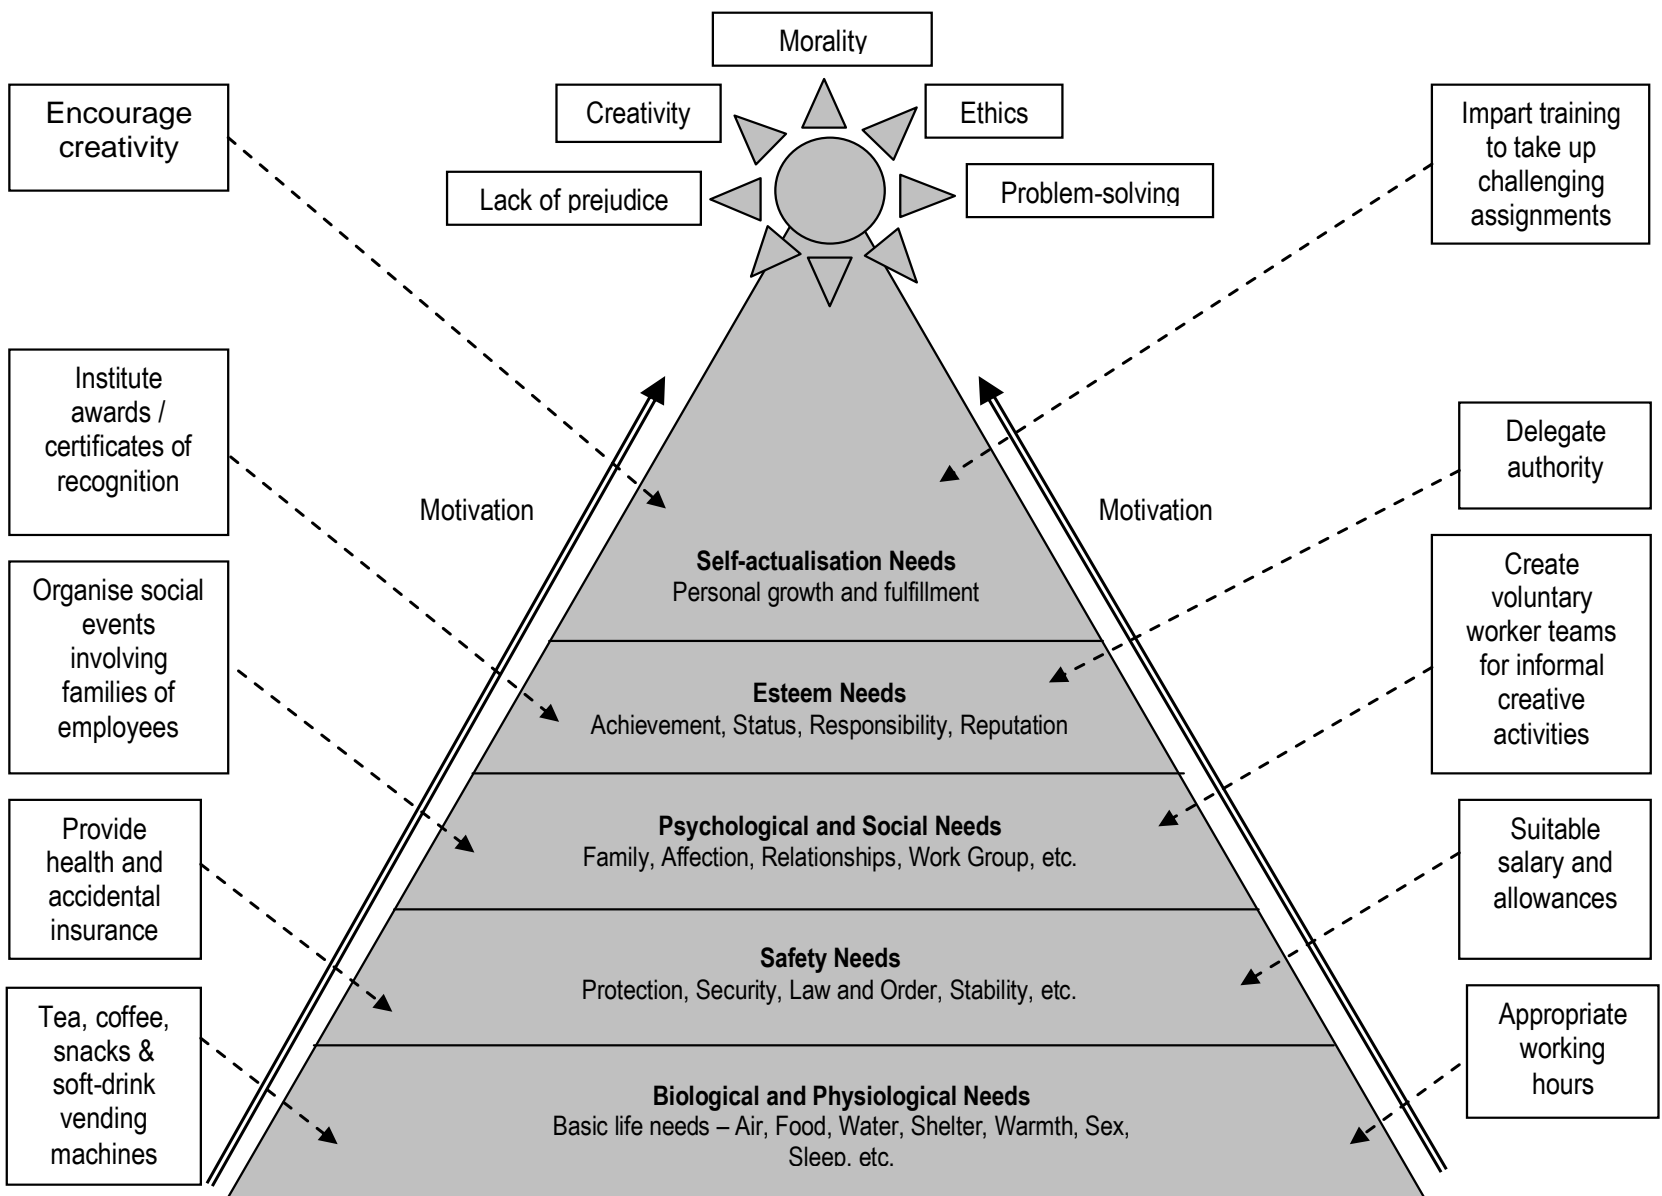 Morality
Creativity
Ethics
Lack of prejudice
Problem-solving
Encourage
creativity
Impart training
to take up
challenging
assignments
Institute
awards /
certificates of
recognition
Delegate
authority
Motivation
Motivation
Self-actualisation Needs
Personal growth and fulfillment
Organise social
events
involving
families of
employees
Create
voluntary
worker teams
for informal
creative
activities
Esteem Needs
Achievement, Status, Responsibility, Reputation
Psychological and Social Needs
Family, Affection, Relationships, Work Group, etc.
Provide
health and
accidental
insurance
Suitable
salary and
allowances
Safety Needs
Protection, Security, Law and Order, Stability, etc.
Tea, coffee,
snacks &
soft-drink
vending
machines
Appropriate
working
hours
Biological and Physiological Needs
Basic life needs – Air, Food, Water, Shelter, Warmth, Sex,
Sleep, etc.